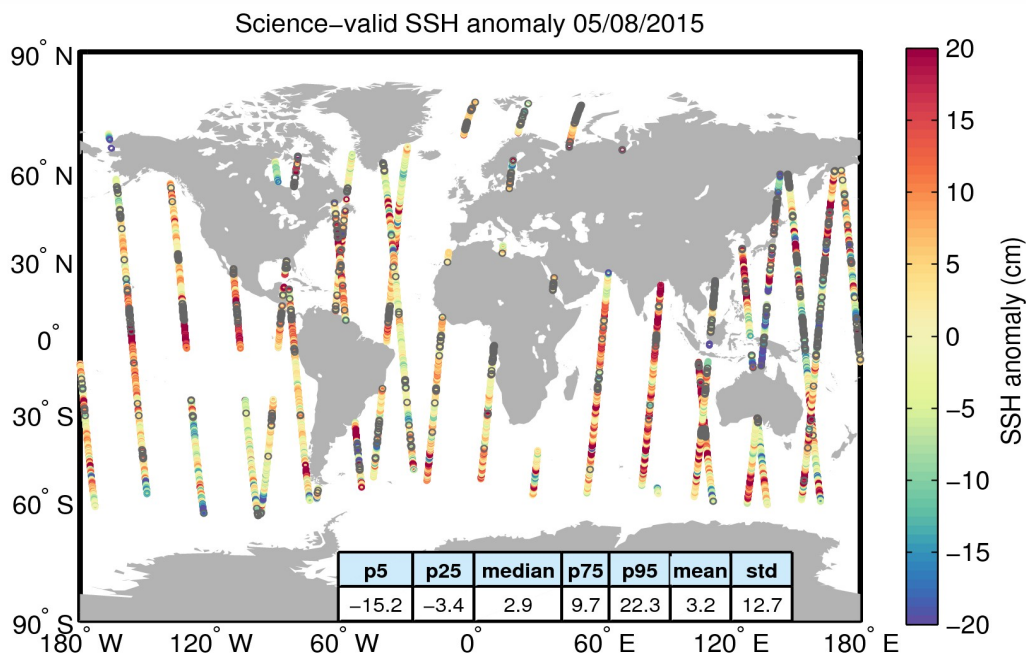 Science−valid SSH anomaly 05/08/2015
90° N
60° N
30° N
0°
30° S
60° S
90° S
180° W
120° W
60° W
0°
60° E
120° E
180° E
20
15
10
5
0
−5
−10
−15
−20
SSH anomaly (cm)
p5 p25 median p75 p95 mean std
−15.2 −3.4 2.9 9.7 22.3 3.2 12.7